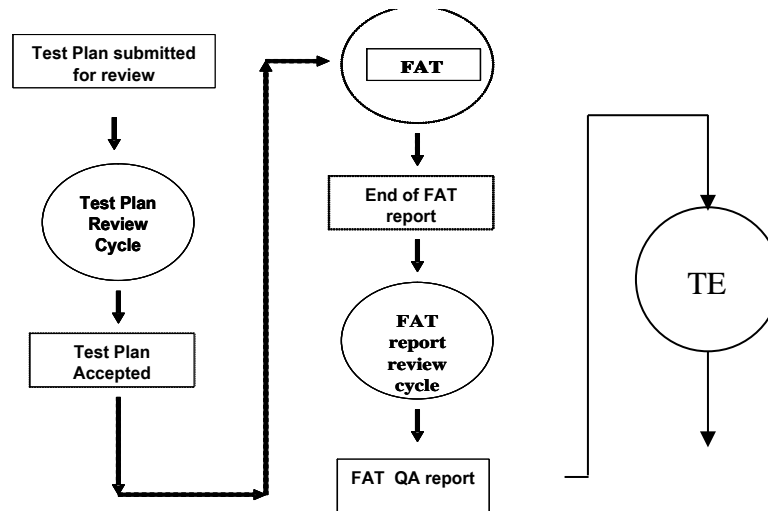 Test Plan submitted
for review
Test Plan
Review
Cycle
Test Plan
Accepted
FAT
End of FAT
report
FAT
report
review
cycle
FAT QA report
TE